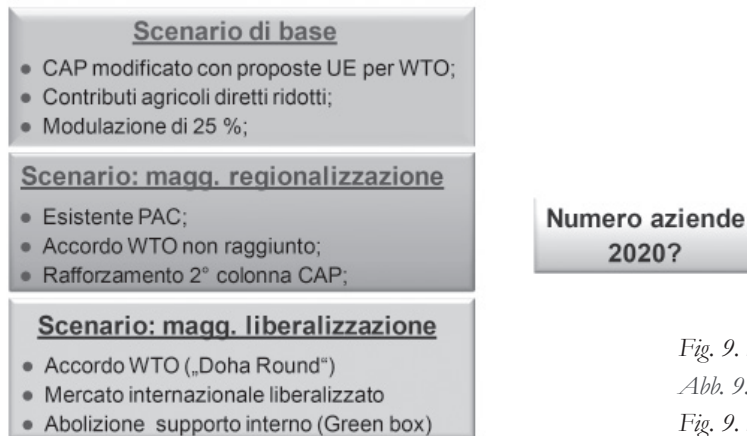 Scenario di base
• CAP modificato con proposte UE per WTO;
• Contributi agricoli diretti ridotti;
• Modulazione di 25 %;
Scenario: magg. regionalizzazione
• Esistente PAC;
• Accordo WTO non raggiunto;
• Rafforzamento 2° colonna CAP;
Scenario: magg. liberalizzazione
• Accordo WTO („Doha Round“)
• Mercato internazionale liberalizzato
• Abolizione supporto interno (Green box)
Numero aziende
2020?
Fig. 9.
Abb. 9.
Fig. 9.